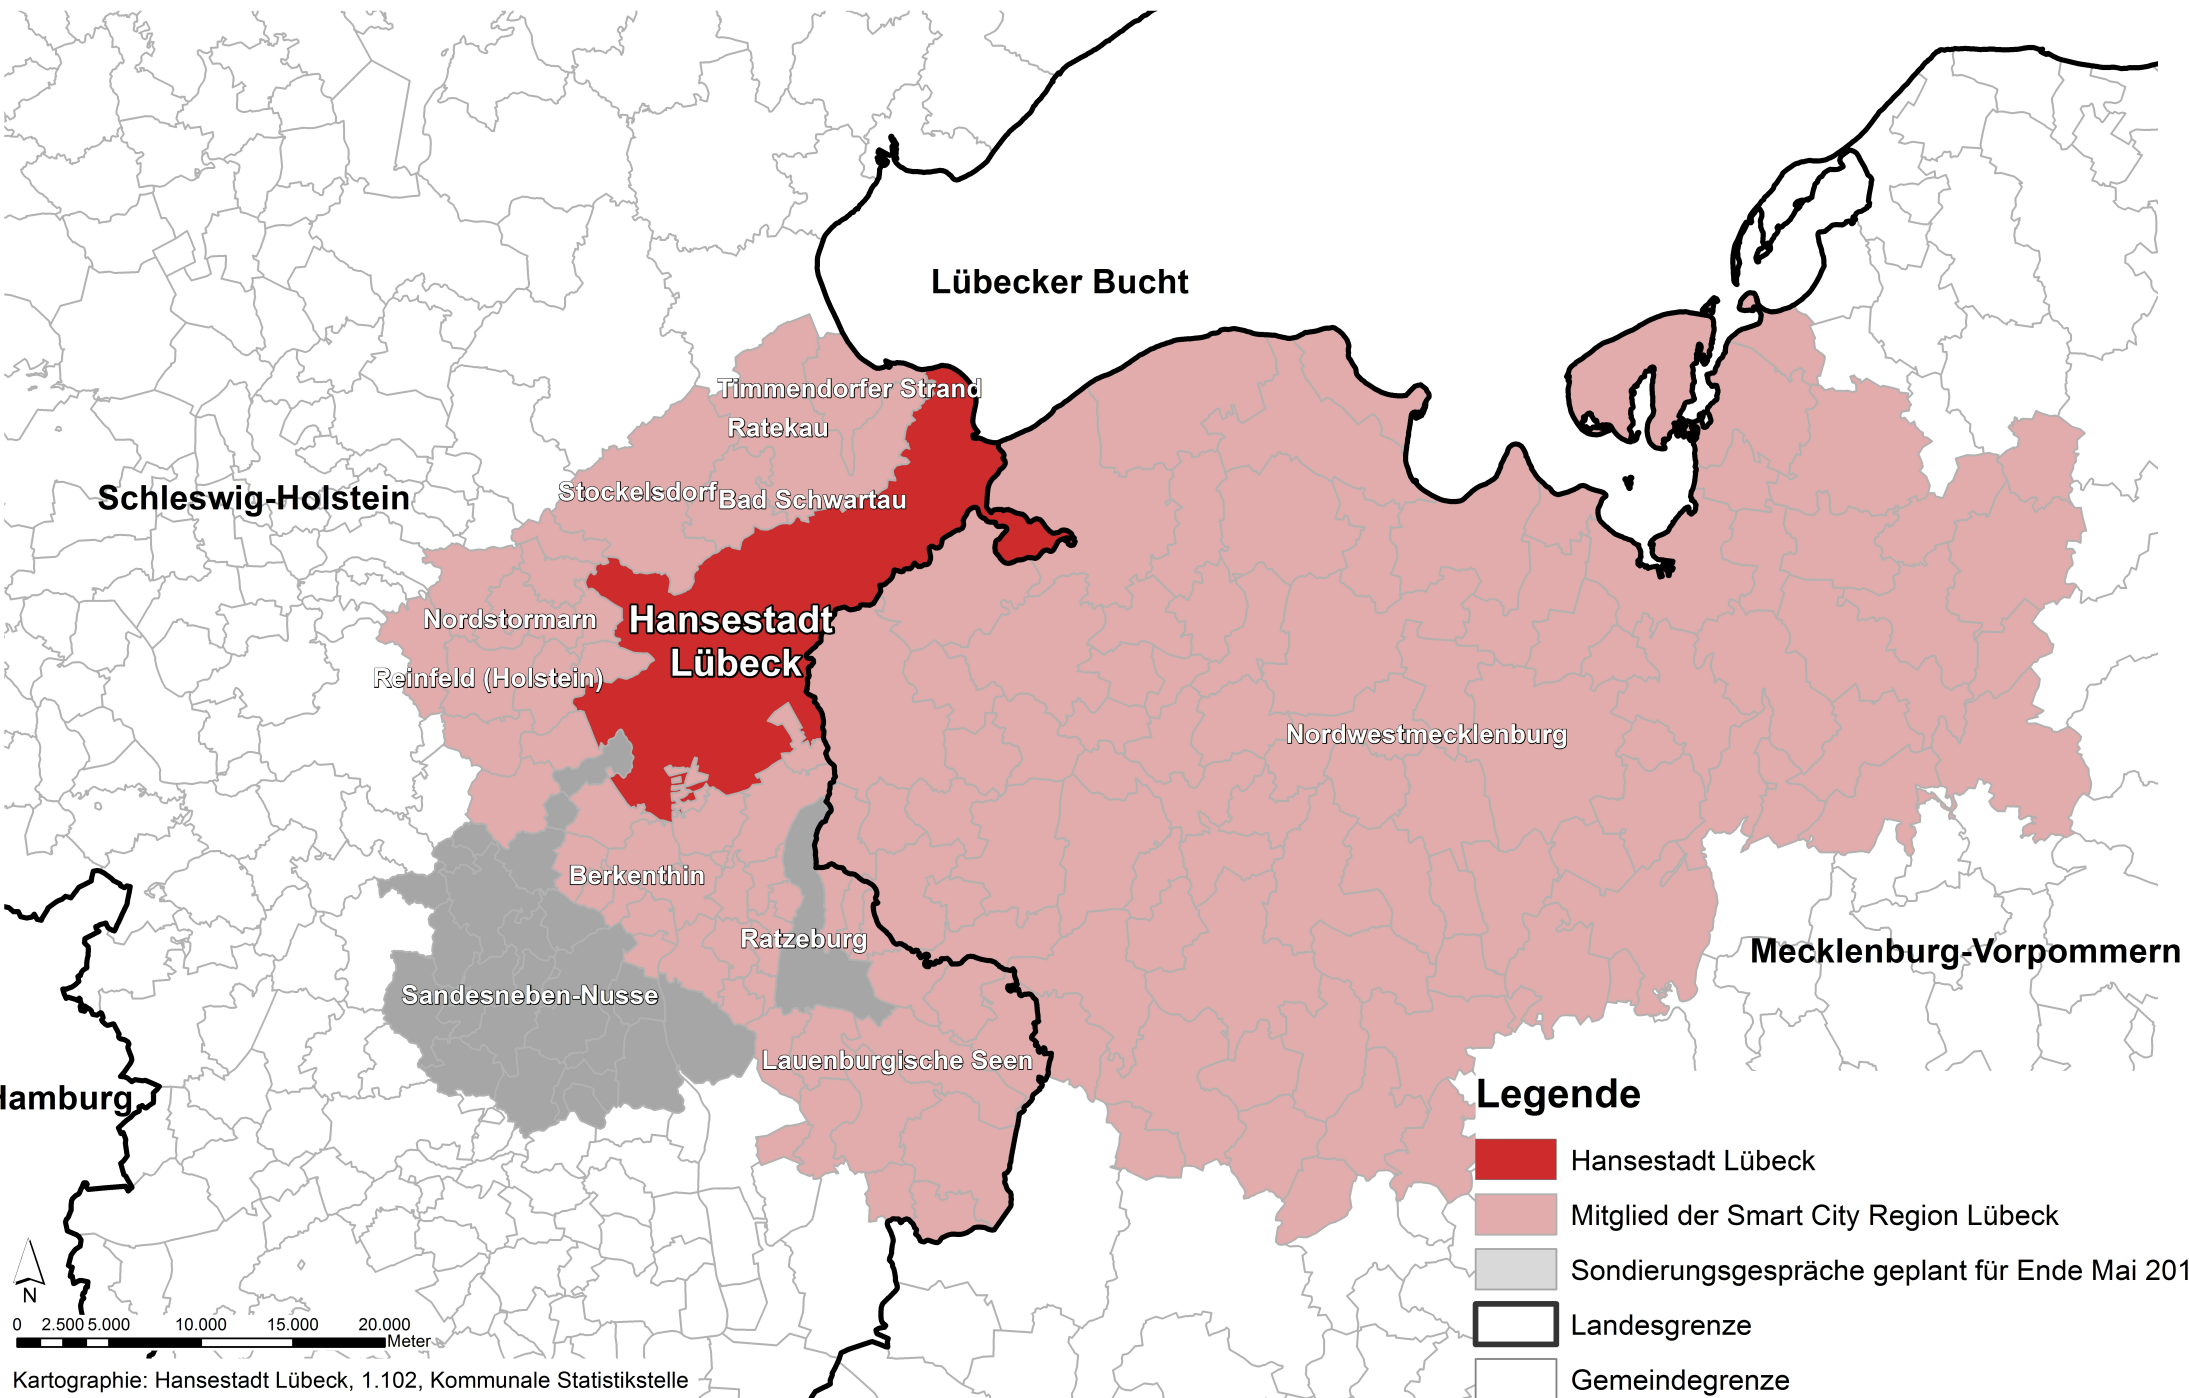 Lübecker Bucht
Timmendorfer Strand
Ratekau
Schleswig-Holstein
Stockelsdorf
Bad Schwartau
Nordstormarn
Hansestadt
Lübeck
Reinfeld (Holstein)
Nordwestmecklenburg
Berkenthin
Ratzeburg
Mecklenburg-Vorpommern
Sandesneben-Nusse
Lauenburgische Seen
Hamburg
Legende
Hansestadt Lübeck
Mitglied der Smart City Region Lübeck
Sondierungsgespräche geplant für Ende Mai 201
Landesgrenze
Gemeindegrenze
N
0 2.500 5.000 10.000 15.000 20.000
Meter
Kartographie: Hansestadt Lübeck, 1.102, Kommunale Statistikstelle